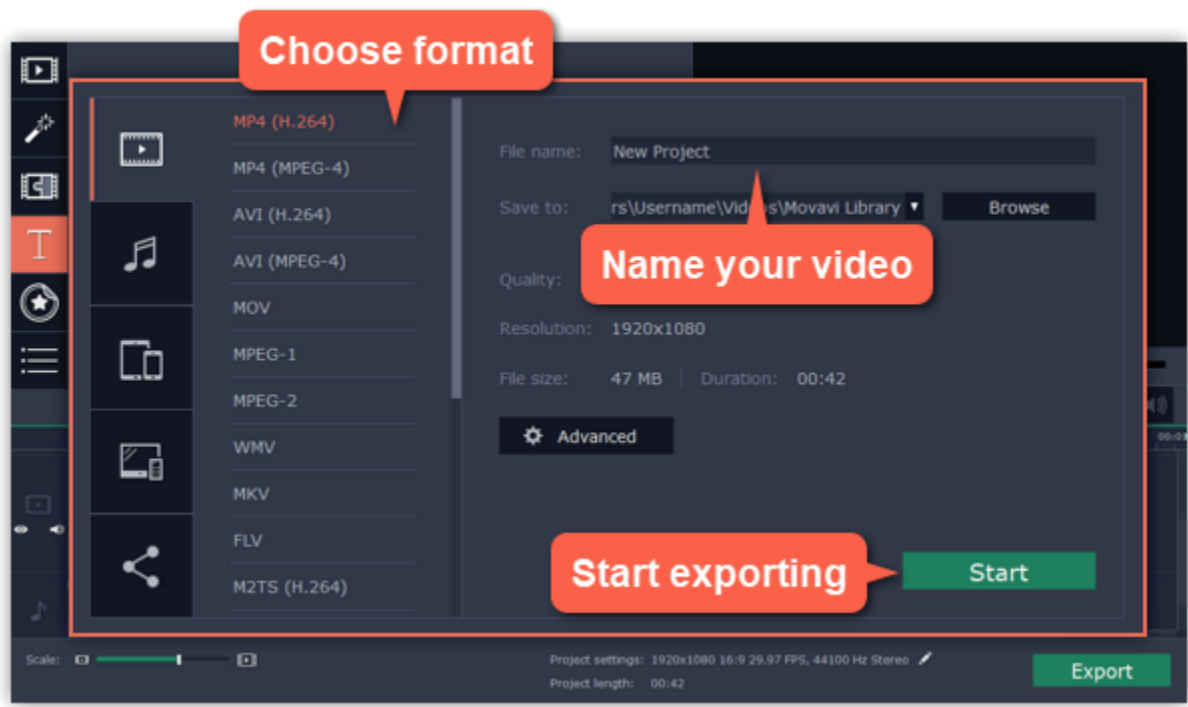 Choose format
MP4 (H.264)
MP4 (MPEG-4)
AVI (H.264)
AVI (MPEG-4)
MOV
MPEG-1
MPEG-2
WMV
MKV
FLV
M2TS (H.264)
File name: New Project
Save to: rs\Username\Videos\Movavi Library Browse
Name your video
Quality:
Resolution: 1920x1080
File size: 47 MB Duration: 00:42
Advanced
Start exporting
Start
T
Scale:
Project settings: 1920x1080 16:9 29.97 FPS, 44100 Hz Stereo
Project length: 00:42
Export